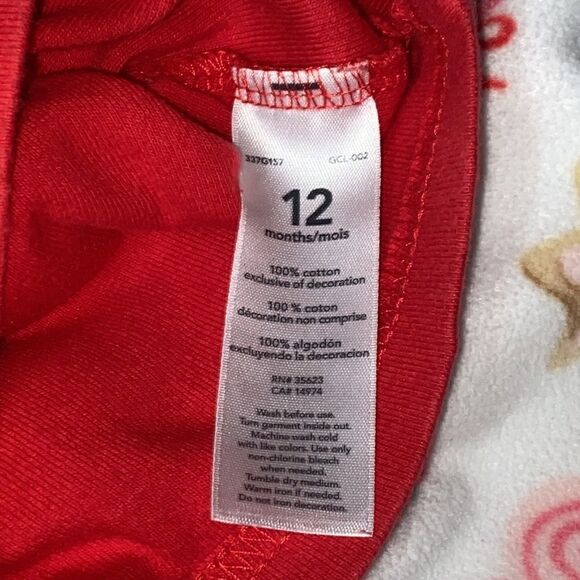 337G157 GCL-002
12
months/mois
100% cotton
exclusive of decoration
100 % coton
décoration non comprise
100% algodón
excluyendo la decoracion
RN# 35623
CA# 14974
Wash before use.
Turn garment inside out.
Machine wash cold
with like colors. Use only
non-chlorine bleach
when needed.
Tumble dry medium.
Warm iron if needed.
Do not iron decoration.